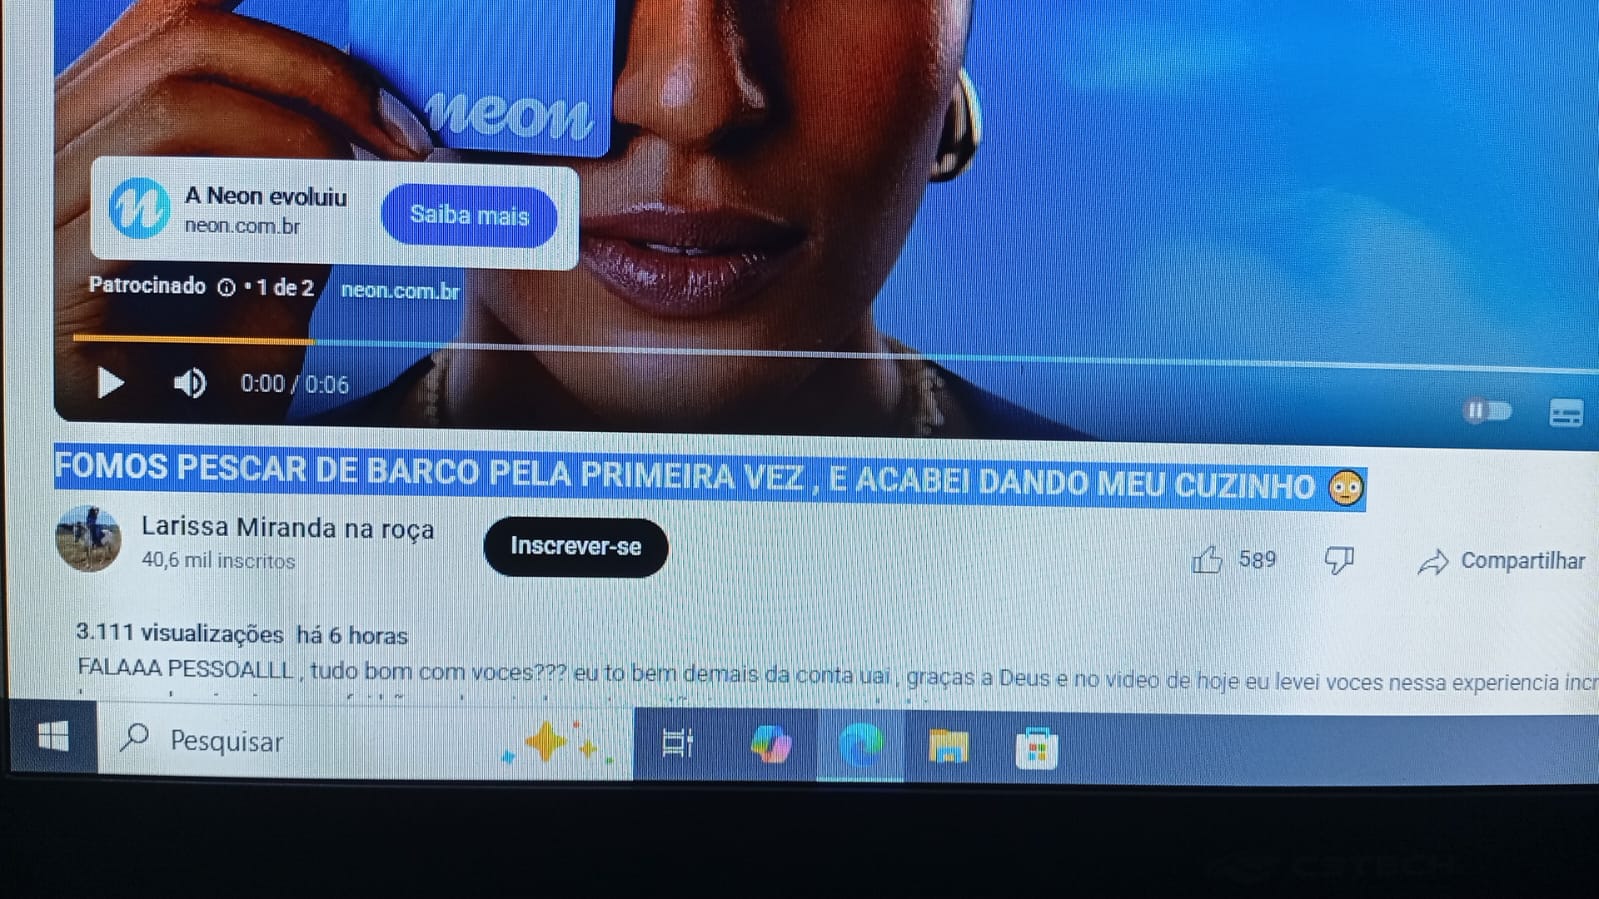 neon
A Neon evoluiu
neon.com.br
Saiba mais
Patrocinado • 1 de 2 neon.com.br
0:00 / 0:06
FOMOS PESCAR DE BARCO PELA PRIMEIRA VEZ , E ACABEI DANDO MEU CUZINHO 😳
Larissa Miranda na roça
40,6 mil inscritos
Inscrever-se
589
Compartilhar
3.111 visualizações há 6 horas
FALAAA PESSOALLL , tudo bom com voces??? eu to bem demais da conta uai , graças a Deus e no video de hoje eu levei voces nessa experiencia incr
Pesquisar
C3TECH